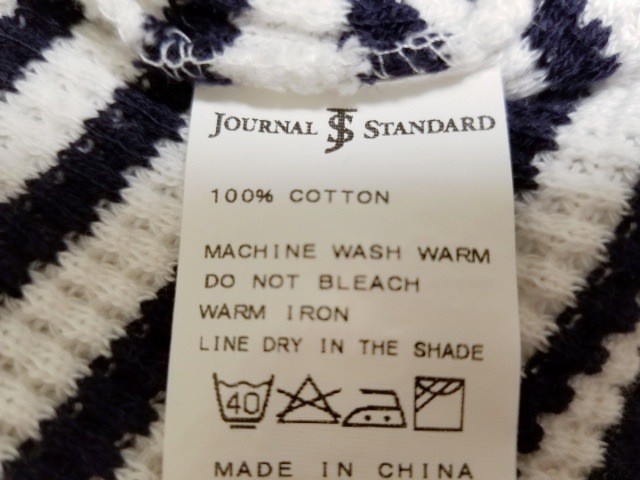 JOURNAL JS STANDARD
100% COTTON
MACHINE WASH WARM
DO NOT BLEACH
WARM IRON
LINE DRY IN THE SHADE
40
MADE IN CHINA